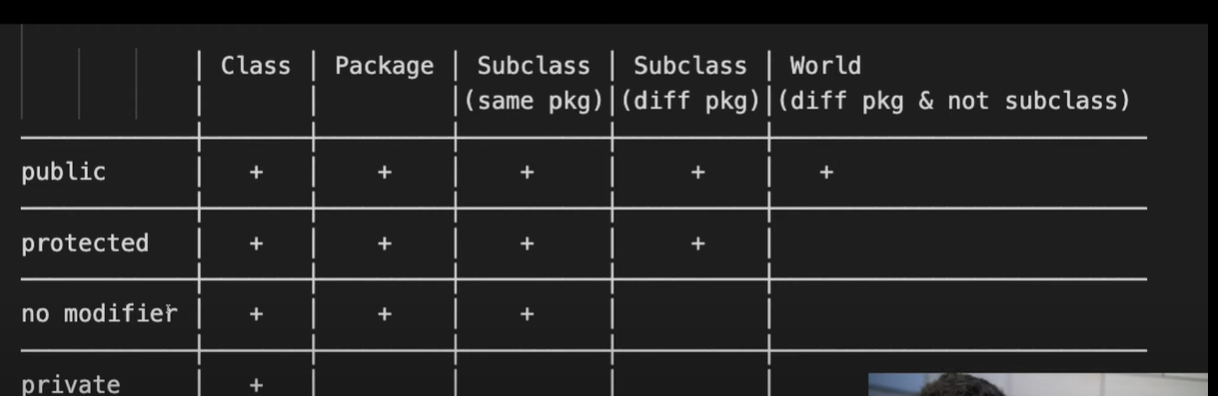 | Class | Package | Subclass | Subclass | World
| | |(same pkg)|(diff pkg)|(diff pkg & not subclass)
public | + | + | + | + | +
protected | + | + | + | + |
no modifier | + | + | + | |
private | + | | | |